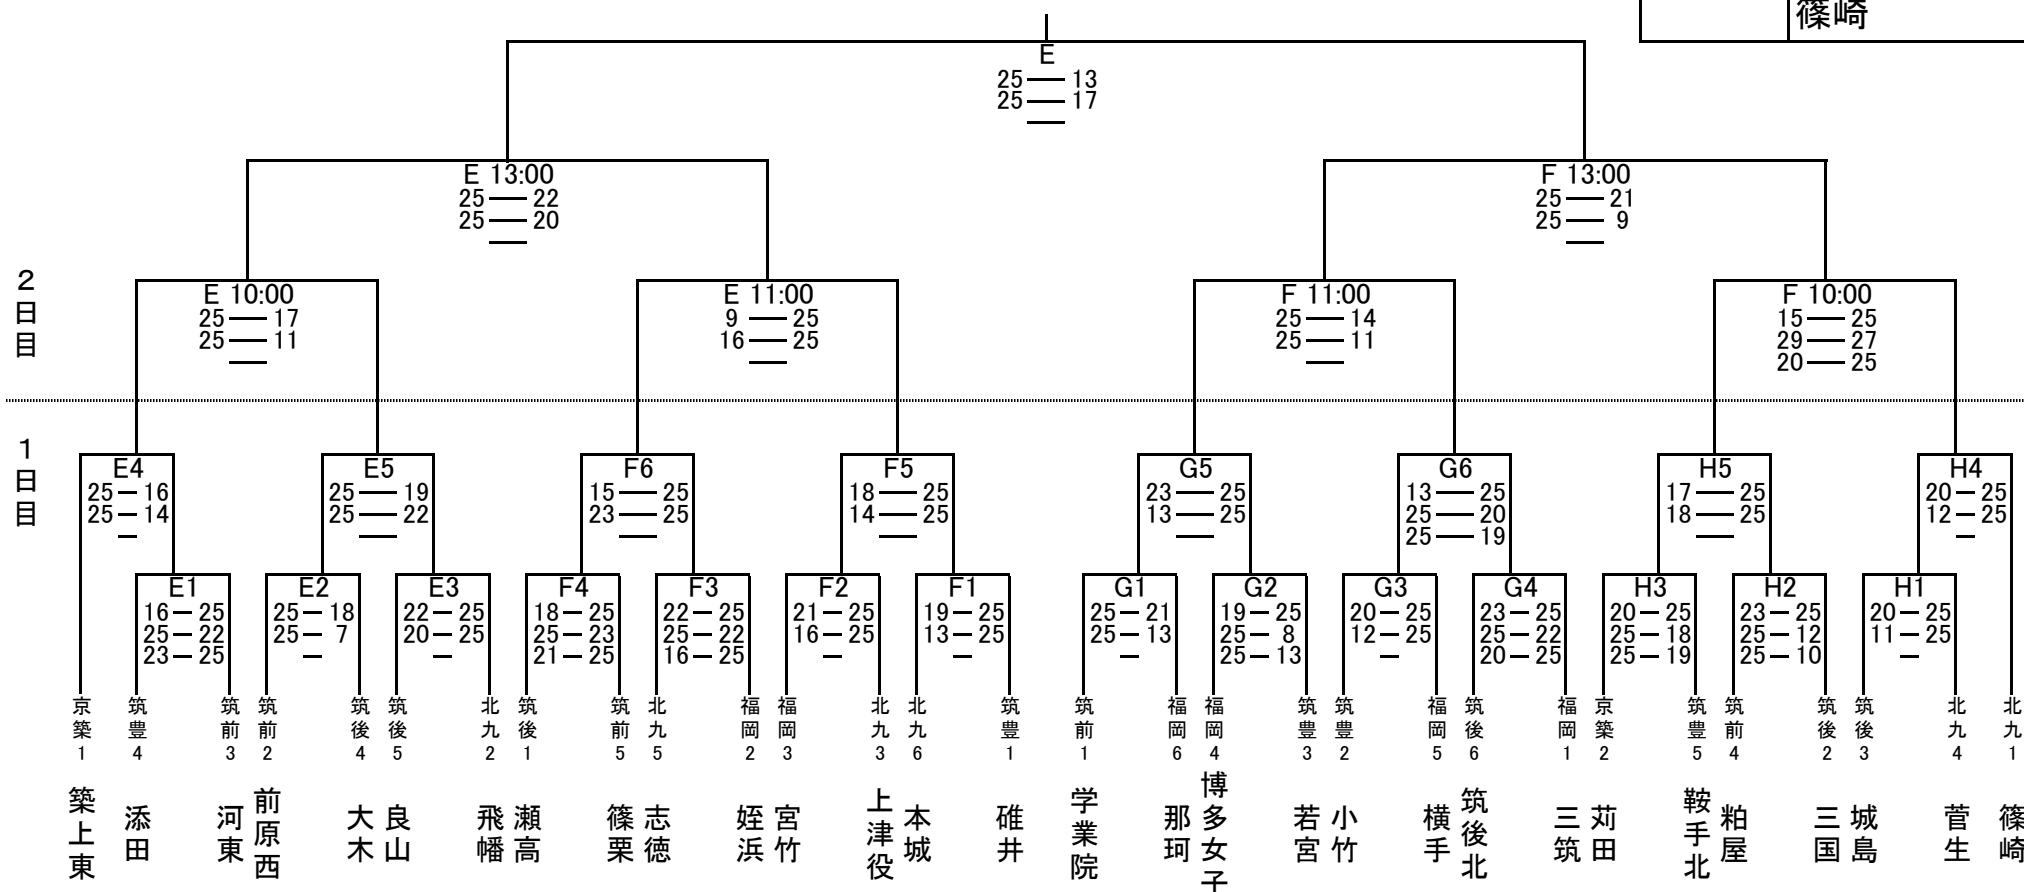 篠崎
E
25 ― 13
25 ― 17
―
E 13:00
25 ― 22
25 ― 20
―
F 13:00
25 ― 21
25 ― 9
―
2日目
E 10:00
25 ― 17
25 ― 11
―
E 11:00
9 ― 25
16 ― 25
―
F 11:00
25 ― 14
25 ― 11
―
F 10:00
15 ― 25
29 ― 27
20 ― 25
1日目
E4
25 ― 16
25 ― 14
―
E5
25 ― 19
25 ― 22
―
F6
15 ― 25
23 ― 25
―
F5
18 ― 25
14 ― 25
―
G5
23 ― 25
13 ― 25
―
G6
13 ― 25
25 ― 20
25 ― 19
H5
17 ― 25
18 ― 25
―
H4
20 ― 25
12 ― 25
―
E1
16 ― 25
25 ― 22
23 ― 25
E2
25 ― 18
25 ― 7
―
E3
22 ― 25
20 ― 25
―
F4
18 ― 25
25 ― 23
21 ― 25
F3
22 ― 25
25 ― 22
16 ― 25
F2
21 ― 25
16 ― 25
―
F1
19 ― 25
13 ― 25
―
G1
25 ― 21
25 ― 13
―
G2
19 ― 25
25 ― 8
25 ― 13
G3
20 ― 25
12 ― 25
―
G4
23 ― 25
25 ― 22
20 ― 25
H3
20 ― 25
25 ― 18
25 ― 19
H2
23 ― 25
25 ― 12
25 ― 10
H1
20 ― 25
11 ― 25
―
京築1
筑豊4
筑前3
筑前2
筑後4
筑後5
北九2
筑後1
筑前5
北九5
福岡2
福岡3
北九3
北九6
筑豊1
筑前1
福岡6
福岡4
筑豊3
筑豊2
福岡5
筑後6
福岡1
京築2
筑豊5
筑前4
筑後2
筑後3
北九4
北九1
築上東
添田
河東
前原西
大木
良山
飛幡
瀬高
篠栗
志徳
姪浜
宮竹
上津役
本城
碓井
学業院
那珂
博多女子
若宮
小竹
横手
筑後北
三筑
苅田
鞍手北
粕屋
三国
城島
菅生
篠崎